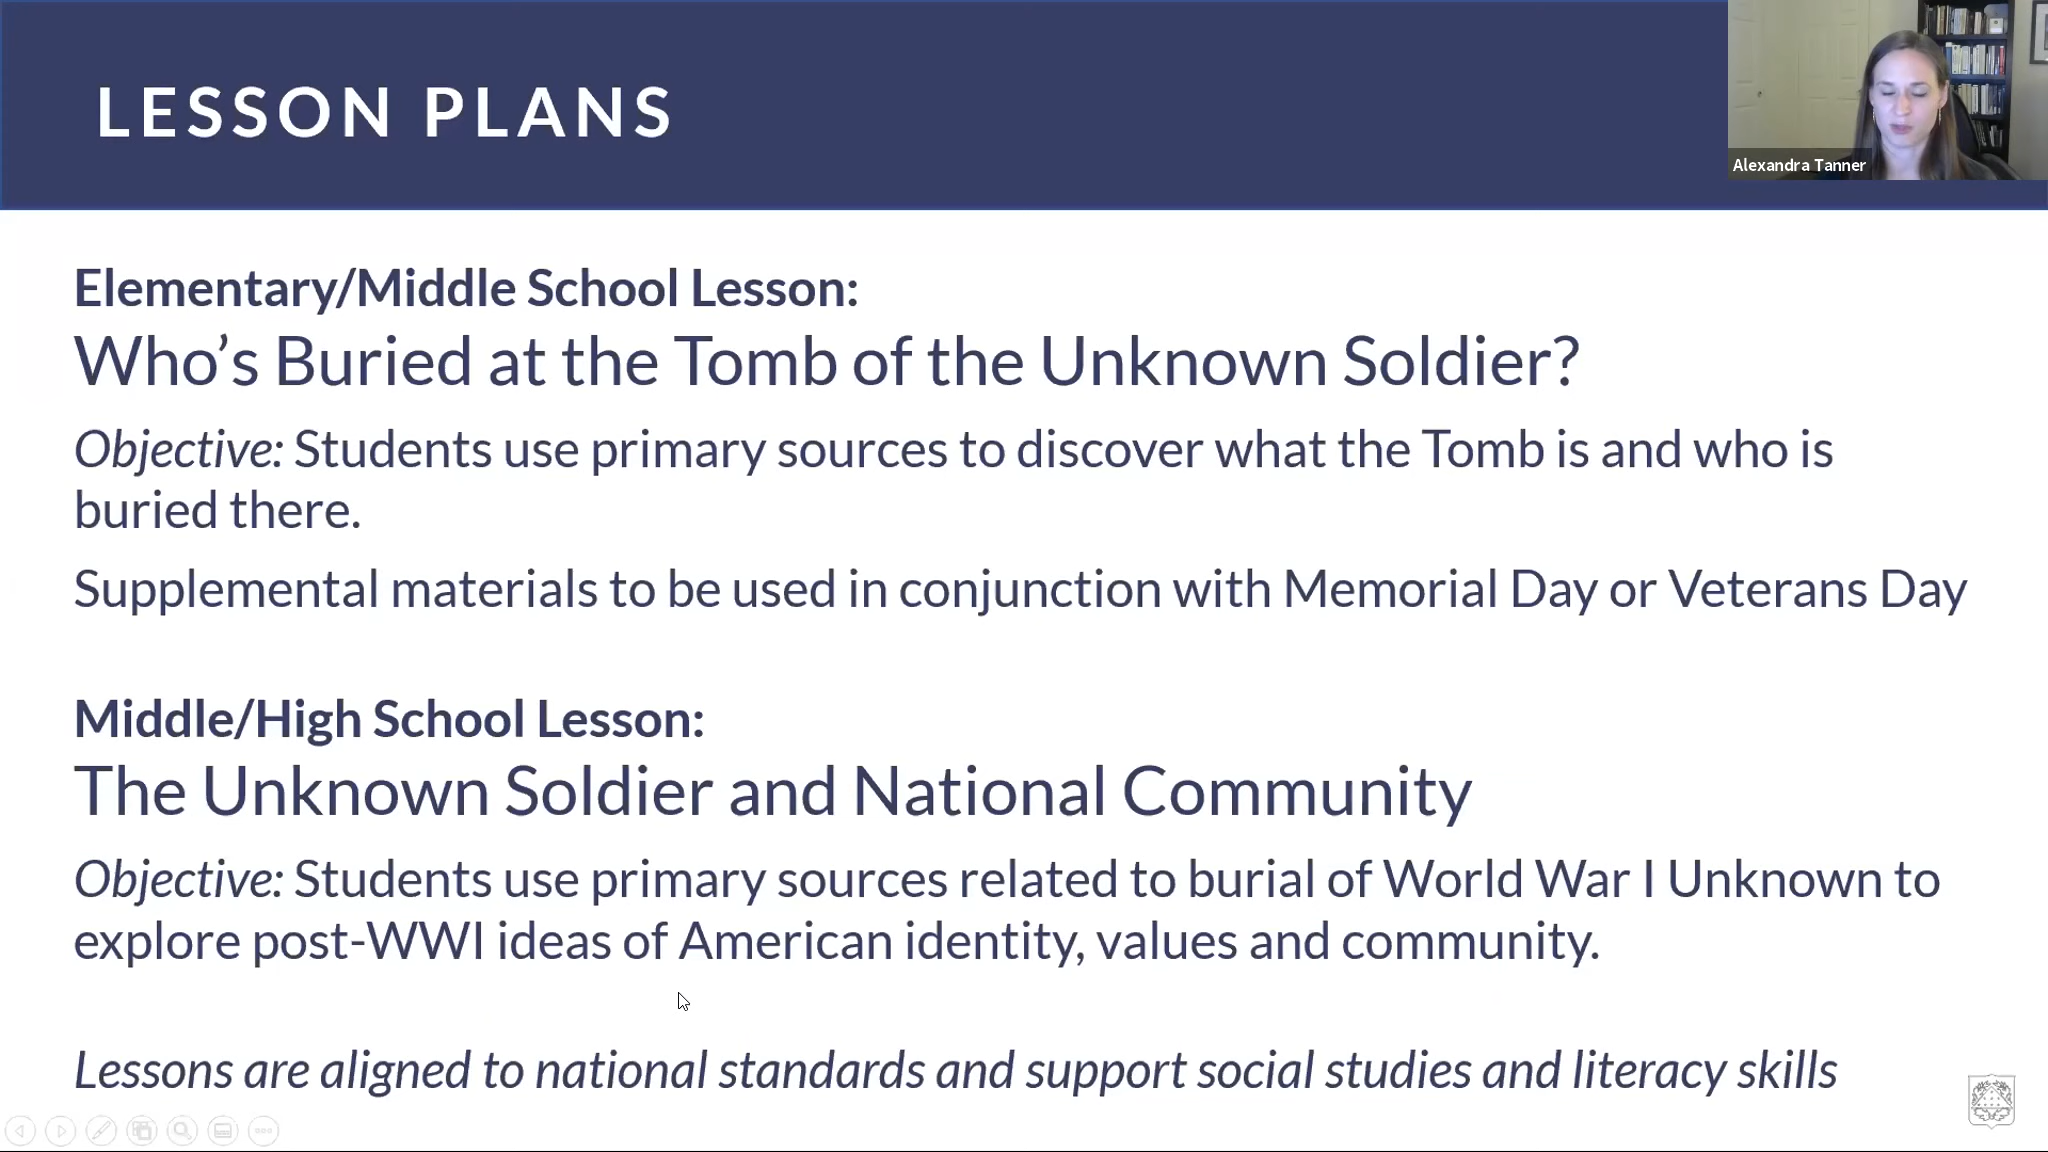 LESSON PLANS
Alexandra Tanner
Elementary/Middle School Lesson:
Who’s Buried at the Tomb of the Unknown Soldier?
Objective: Students use primary sources to discover what the Tomb is and who is
buried there.
Supplemental materials to be used in conjunction with Memorial Day or Veterans Day
Middle/High School Lesson:
The Unknown Soldier and National Community
Objective: Students use primary sources related to burial of World War I Unknown to
explore post-WWI ideas of American identity, values and community.
Lessons are aligned to national standards and support social studies and literacy skills